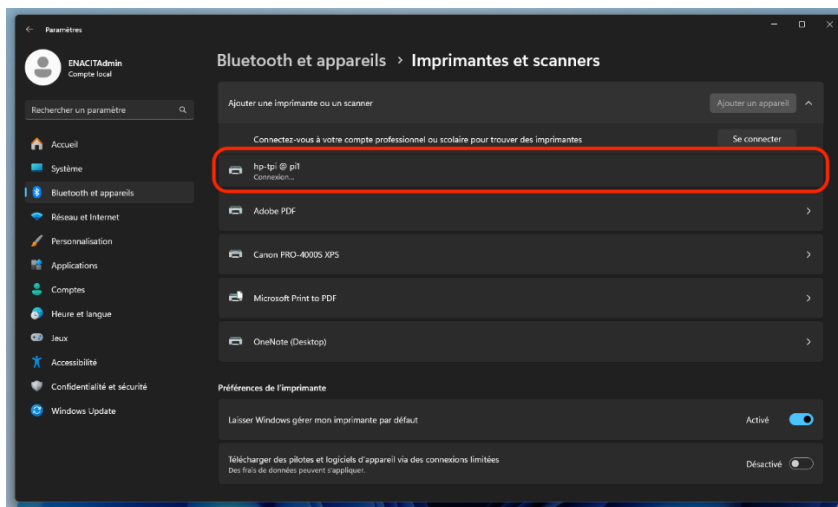 Paramètres
ENACITAdmin
Compte local
Rechercher un paramètre
Accueil
Système
Bluetooth et appareils
Réseau et Internet
Personnalisation
Applications
Comptes
Heure et langue
Jeux
Accessibilité
Confidentialité et sécurité
Windows Update
Bluetooth et appareils > Imprimantes et scanners
Ajouter une imprimante ou un scanner
Ajouter un appareil
Connectez-vous à votre compte professionnel ou scolaire pour trouver des imprimantes
Se connecter
hp-tpi @ pi1
Connexion...
Adobe PDF
Canon PRO-4000S XPS
Microsoft Print to PDF
OneNote (Desktop)
Préférences de l'imprimante
Laisser Windows gérer mon imprimante par défaut
Activé
Télécharger des pilotes et logiciels d'appareil via des connexions limitées
Des frais de données peuvent s'appliquer.
Désactivé